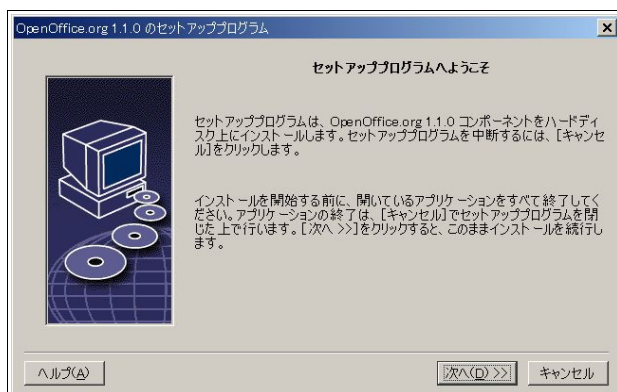 OpenOffice.org 1.1.0 のセットアッププログラム
セットアッププログラムへようこそ
セットアッププログラムは、OpenOffice.org 1.1.0 コンポーネントをハードディ
スク上にインストールします。セットアッププログラムを中断するには、[キャンセ
ル]をクリックします。
インストールを開始する前に、開いているアプリケーションをすべて終了してく
ださい。アプリケーションの終了は、[キャンセル]でセットアッププログラムを閉
じた上で行います。[次へ >>]をクリックすると、このままインストールを続行し
ます。
ヘルプ(A) 次へ(D) >> キャンセル